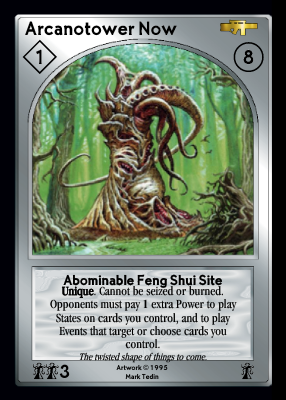 Arcanotower Now
1
8
Abominable Feng Shui Site
Unique. Cannot be seized or burned.
Opponents must pay 1 extra Power to play
States on cards you control, and to play
Events that target or choose cards you
control.
The twisted shape of things to come.
3
Artwork © 1995
Mark Tedin